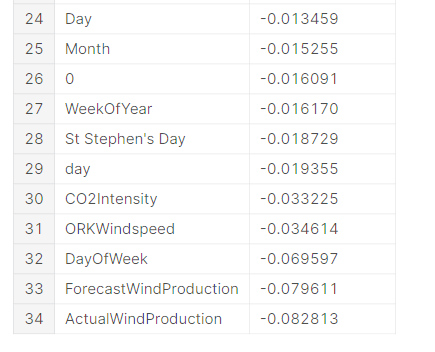 24 Day -0.013459
25 Month -0.015255
26 0 -0.016091
27 WeekOfYear -0.016170
28 St Stephen's Day -0.018729
29 day -0.019355
30 CO2Intensity -0.033225
31 ORKWindspeed -0.034614
32 DayOfWeek -0.069597
33 ForecastWindProduction -0.079611
34 ActualWindProduction -0.082813